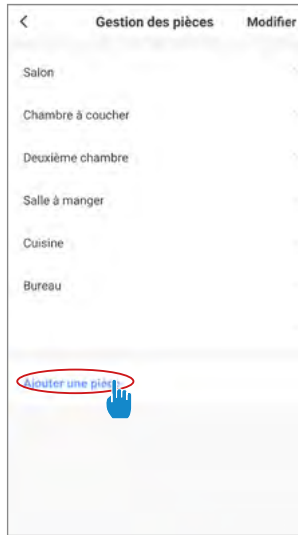 Gestion des pièces Modifier
Salon
Chambre à coucher
Deuxième chambre
Salle à manger
Cuisine
Bureau
Ajouter une pièce